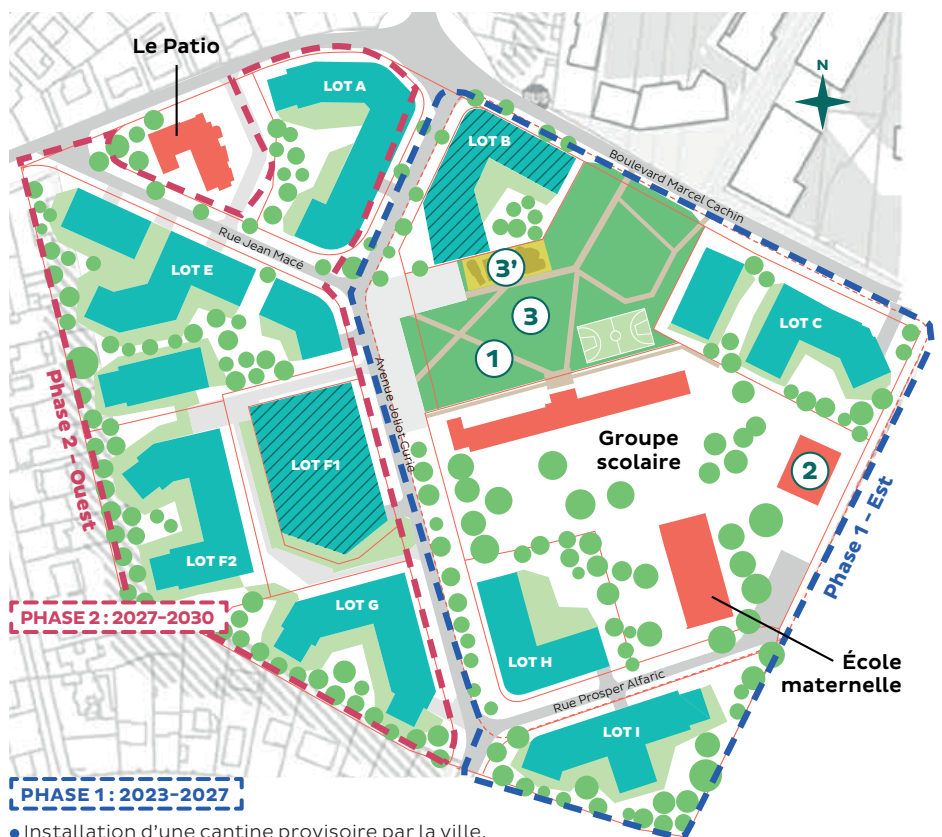 Le Patio
N
LOT A
LOT B
Boulevard Marcel Cachin
Rue Jean Macé
LOT E
3'
3
1
LOT C
Avenue Joliot Curie
Phase 2 - Ouest
Groupe
scolaire
2
LOT F1
LOT F2
Phase 1 - Est
LOT G
PHASE 2 : 2027-2030
LOT H
École
maternelle
Rue Prosper Alfaric
LOT I
PHASE 1 : 2023-2027
• Installation d'une cantine provisoire par la ville.